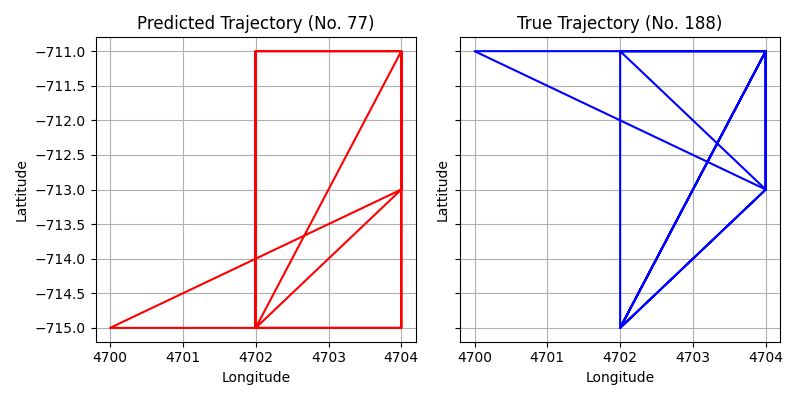 Predicted Trajectory (No. 77)
True Trajectory (No. 188)
−711.0
−711.5
−712.0
−712.5
−713.0
−713.5
−714.0
−714.5
−715.0
Lattitude
Lattitude
4700 4701 4702 4703 4704
4700 4701 4702 4703 4704
Longitude
Longitude